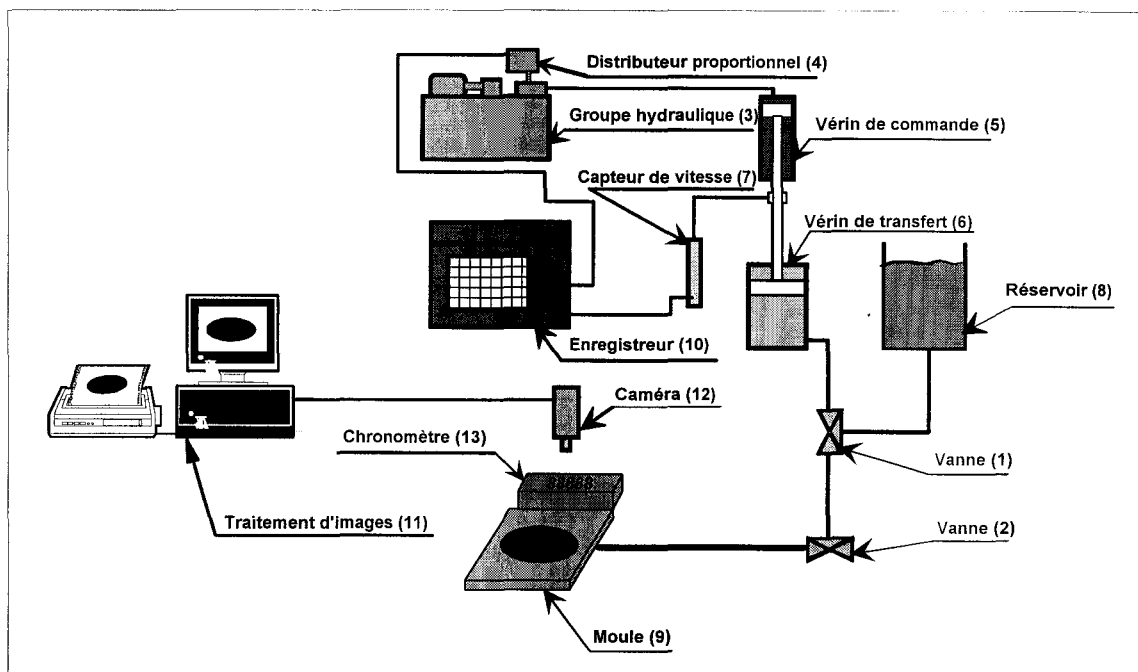 Distributeur proportionnel (4)
Groupe hydraulique (3)
Vérin de commande (5)
Capteur de vitesse (7)
Vérin de transfert (6)
Réservoir (8)
Enregistreur (10)
Caméra (12)
Chronomètre (13)
88888
Vanne (1)
Traitement d'images (11)
Vanne (2)
Moule (9)